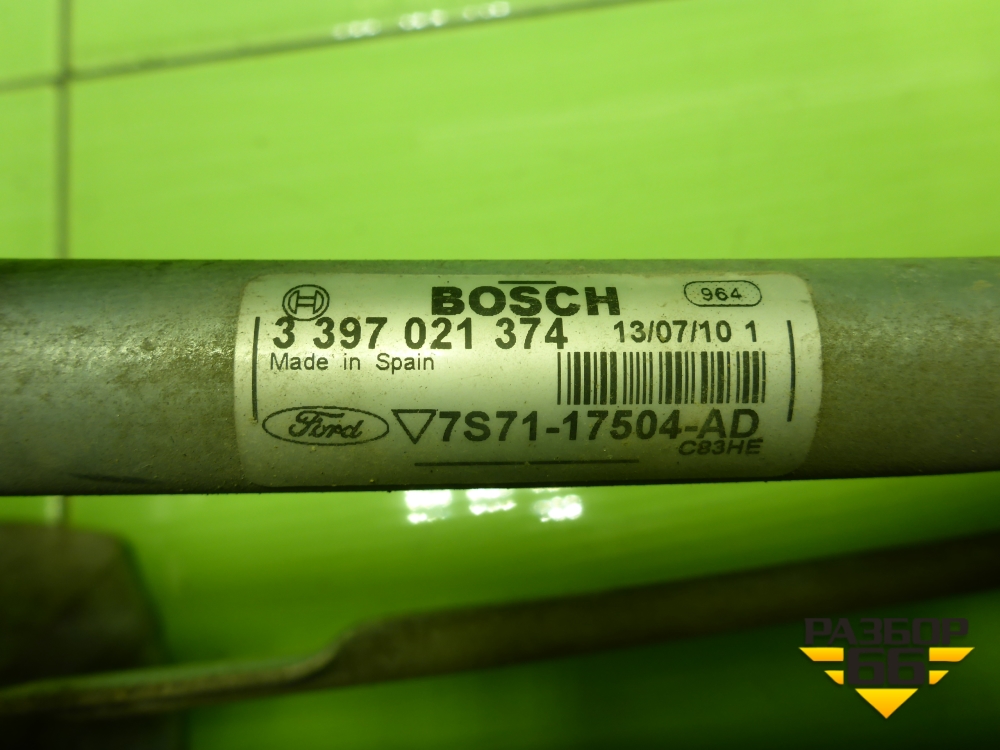 BOSCH 964
3 397 021 374 13/07/10 1
Made in Spain
Ford 7S71-17504-AD
C83HE
РАЗБОР
66